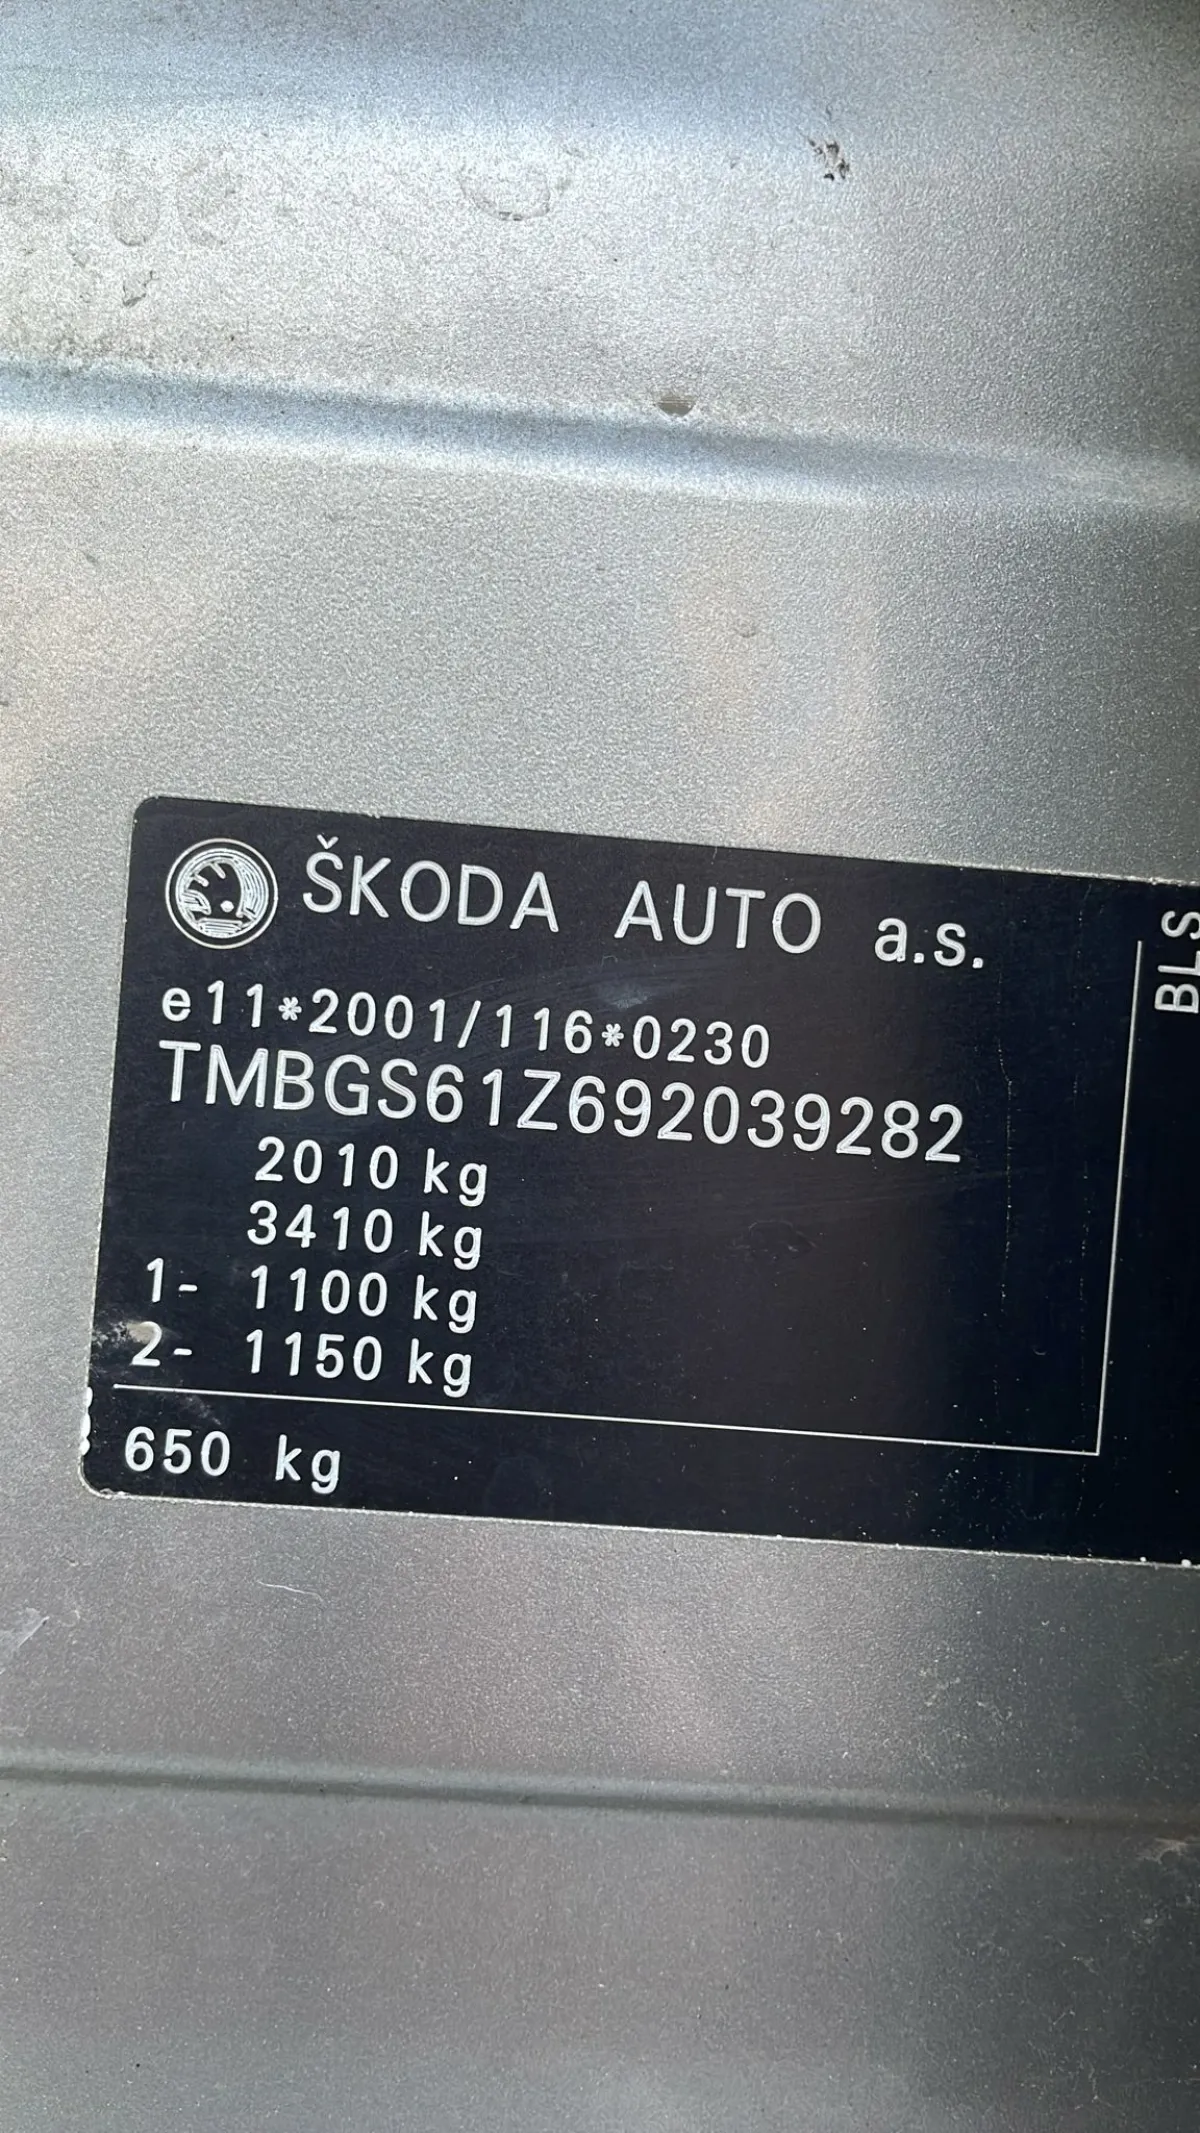 ŠKODA AUTO a.s.
e11*2001/116*0230
TMBGS61Z692039282
2010 kg
3410 kg
1- 1100 kg
2- 1150 kg
650 kg
BLS